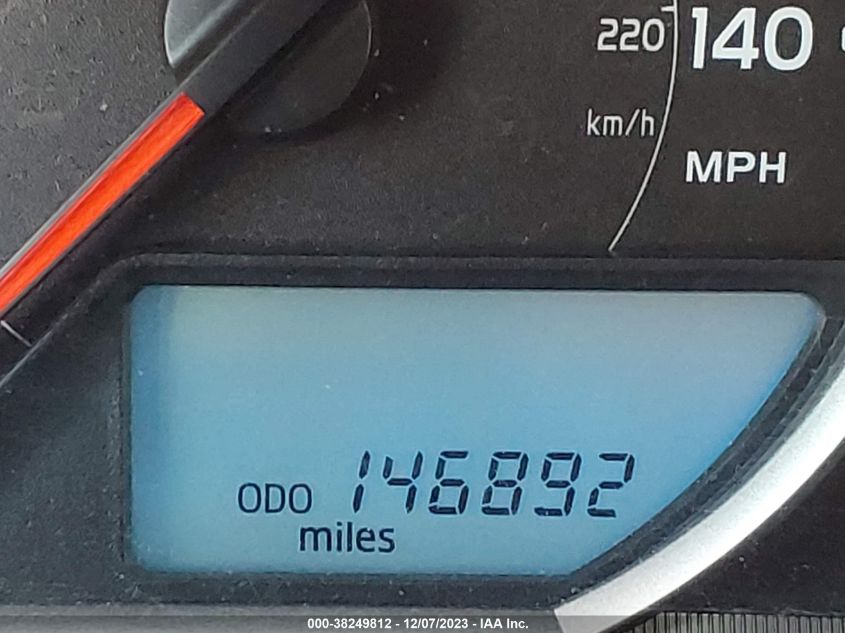 220 140
km/h
MPH
ODO 146892
miles
000-38249812 - 12/07/2023 - IAA Inc.